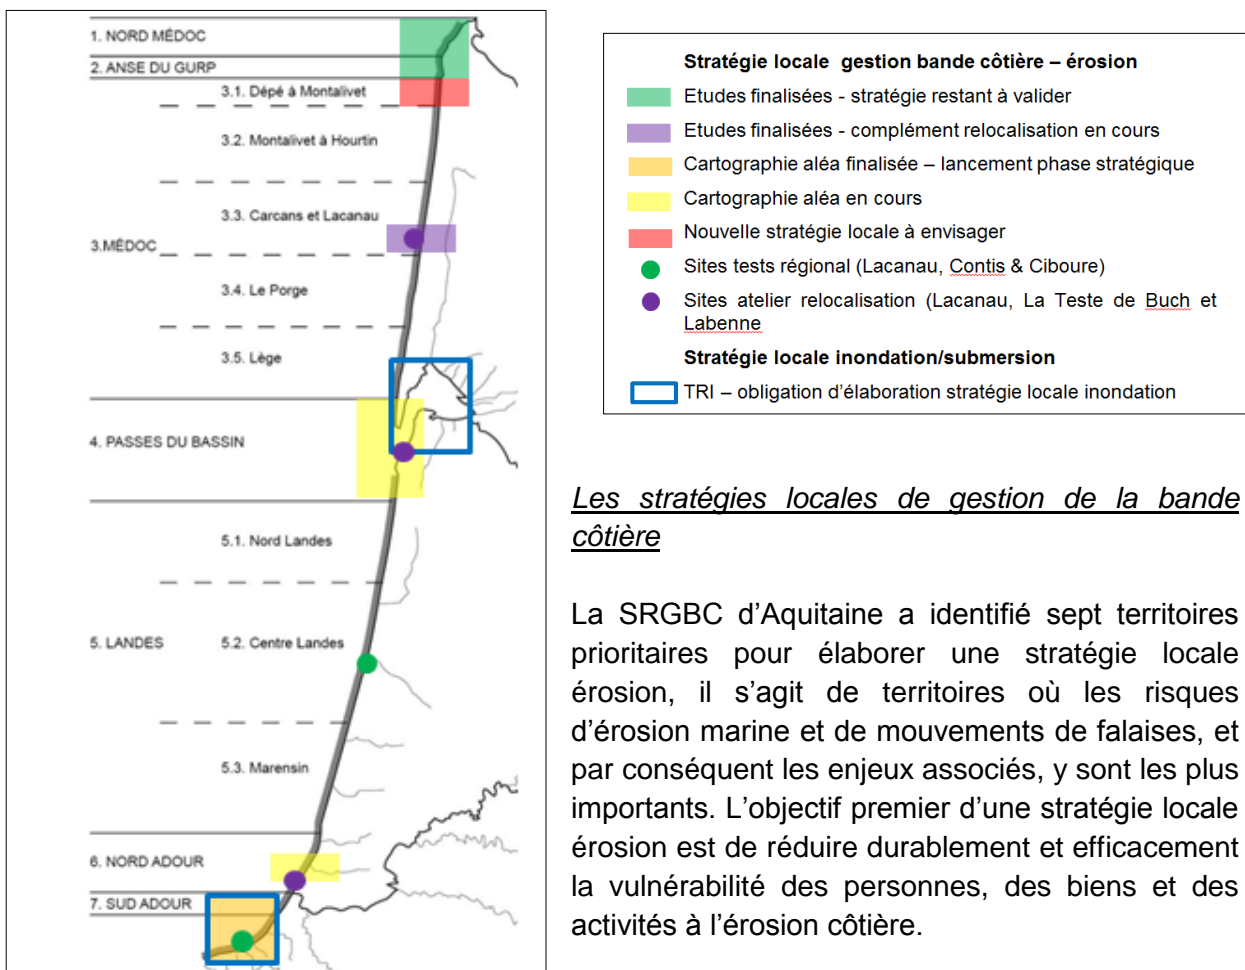 1. NORD MÉDOC
2. ANSE DU GURP
3.1. Dépé à Montalivet
3.2. Montalivet à Hourtin
3.3. Carcans et Lacanau
3.MÉDOC
3.4. Le Porge
3.5. Lège
4. PASSES DU BASSIN
5.1. Nord Landes
5. LANDES
5.2. Centre Landes
5.3. Marensin
6. NORD ADOUR
7. SUD ADOUR
Stratégie locale gestion bande côtière – érosion
Etudes finalisées - stratégie restant à valider
Etudes finalisées - complément relocalisation en cours
Cartographie aléa finalisée – lancement phase stratégique
Cartographie aléa en cours
Nouvelle stratégie locale à envisager
Sites tests régional (Lacanau, Contis & Ciboure)
Sites atelier relocalisation (Lacanau, La Teste de Buch et
Labenne
Stratégie locale inondation/submersion
TRI – obligation d'élaboration stratégie locale inondation
Les stratégies locales de gestion de la bande
côtière
La SRGBC d'Aquitaine a identifié sept territoires
prioritaires pour élaborer une stratégie locale
érosion, il s'agit de territoires où les risques
d'érosion marine et de mouvements de falaises, et
par conséquent les enjeux associés, y sont les plus
importants. L'objectif premier d'une stratégie locale
érosion est de réduire durablement et efficacement
la vulnérabilité des personnes, des biens et des
activités à l'érosion côtière.